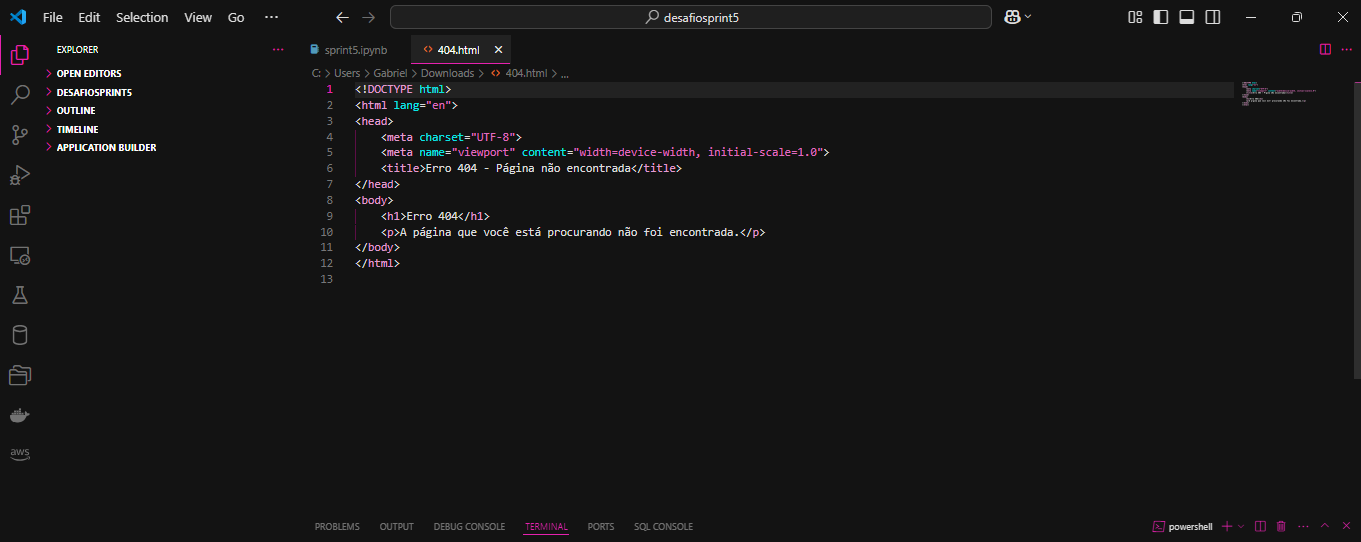 File Edit Selection View Go ··· desafiosprint5
EXPLORER ···
OPEN EDITORS
DESAFIOSPRINT5
OUTLINE
TIMELINE
APPLICATION BUILDER
aws
sprint5.ipynb 404.html
C: > Users > Gabriel > Downloads > 404.html > ...
1 <!DOCTYPE html>
2 <html lang="en">
3 <head>
4 <meta charset="UTF-8">
5 <meta name="viewport" content="width=device-width, initial-scale=1.0">
6 <title>Erro 404 - Página não encontrada</title>
7 </head>
8 <body>
9 <h1>Erro 404</h1>
10 <p>A página que você está procurando não foi encontrada.</p>
11 </body>
12 </html>
13
PROBLEMS OUTPUT DEBUG CONSOLE TERMINAL PORTS SQL CONSOLE powershell